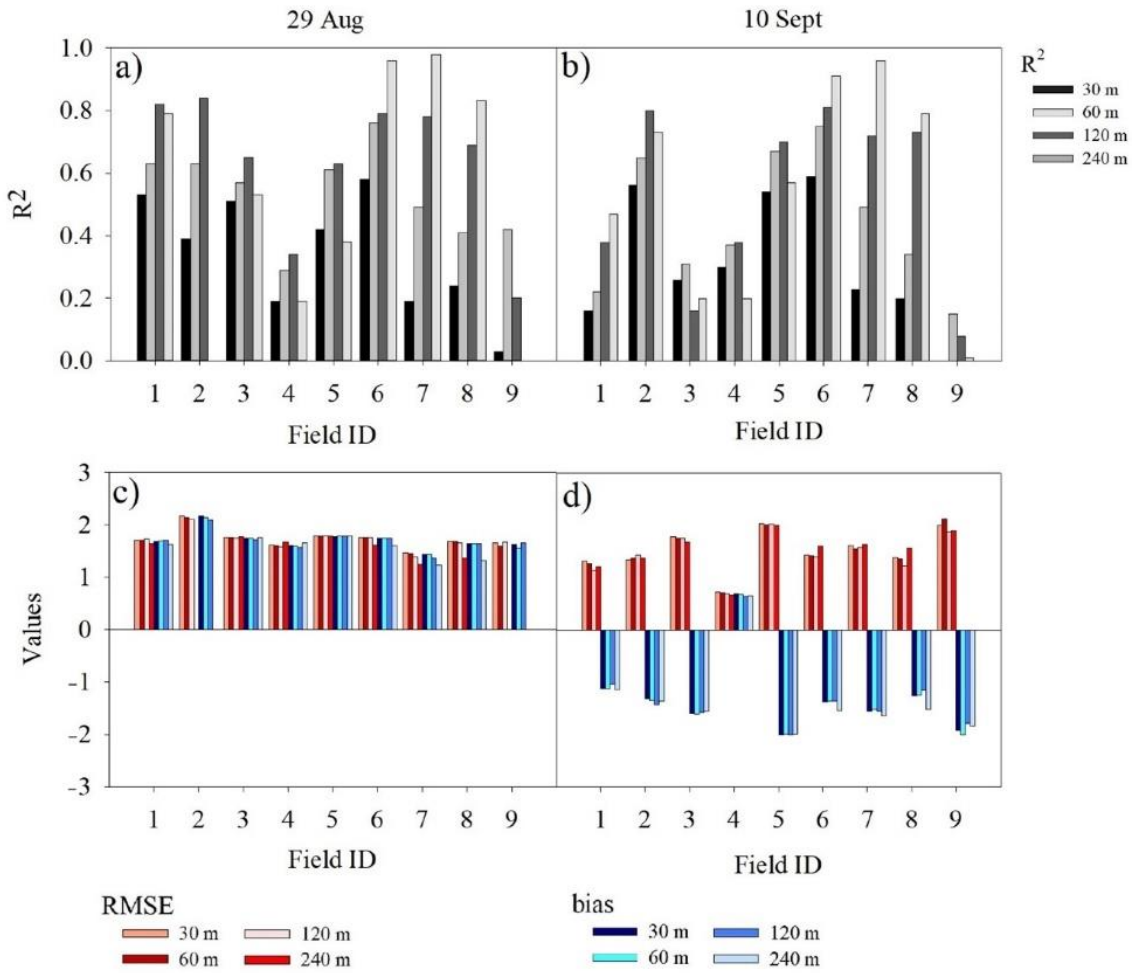 29 Aug
10 Sept
a)
b)
R²
1.0
0.8
0.6
0.4
0.2
0.0
R²
30 m
60 m
120 m
240 m
1 2 3 4 5 6 7 8 9
1 2 3 4 5 6 7 8 9
Field ID
Field ID
c)
d)
Values
3
2
1
0
-1
-2
-3
1 2 3 4 5 6 7 8 9
1 2 3 4 5 6 7 8 9
Field ID
Field ID
RMSE
30 m 120 m
60 m 240 m
bias
30 m 120 m
60 m 240 m